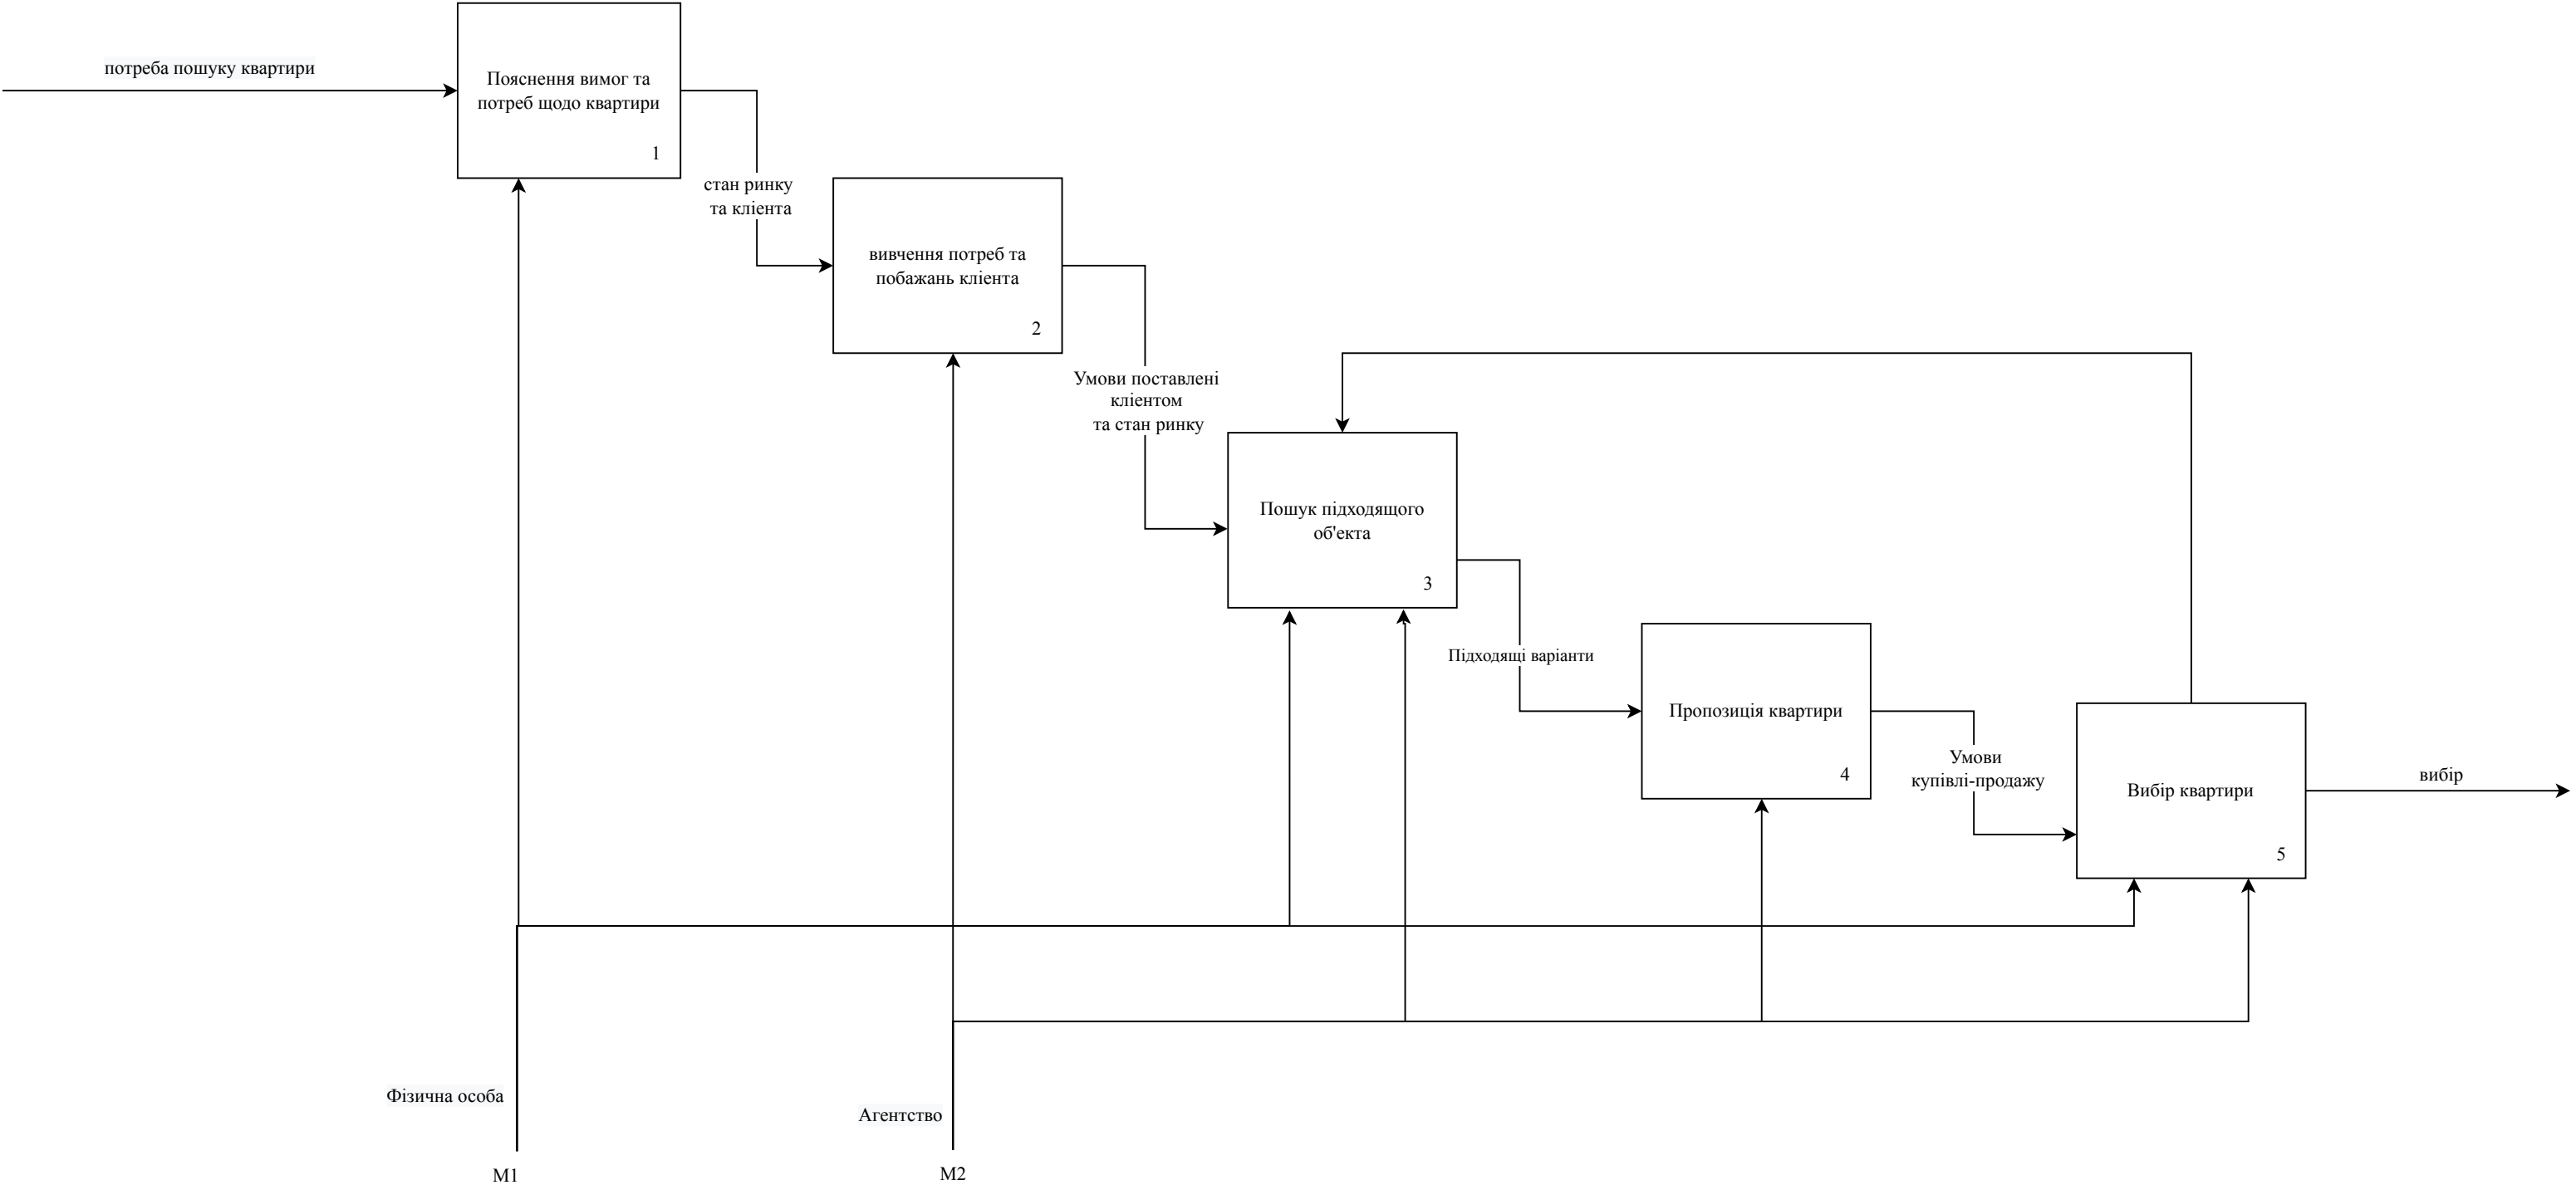 потреба пошуку квартири
Пояснення вимог та
потреб щодо квартири
1
стан ринку
та клієнта
вивчення потреб та
побажань клієнта
2
Умови поставлені
клієнтом
та стан ринку
Пошук підходящого
об'єкта
3
Підходящі варіанти
Пропозиція квартири
4
Умови
купівлі-продажу
Вибір квартири
5
вибір
Фізична особа
Агентство
M1
M2